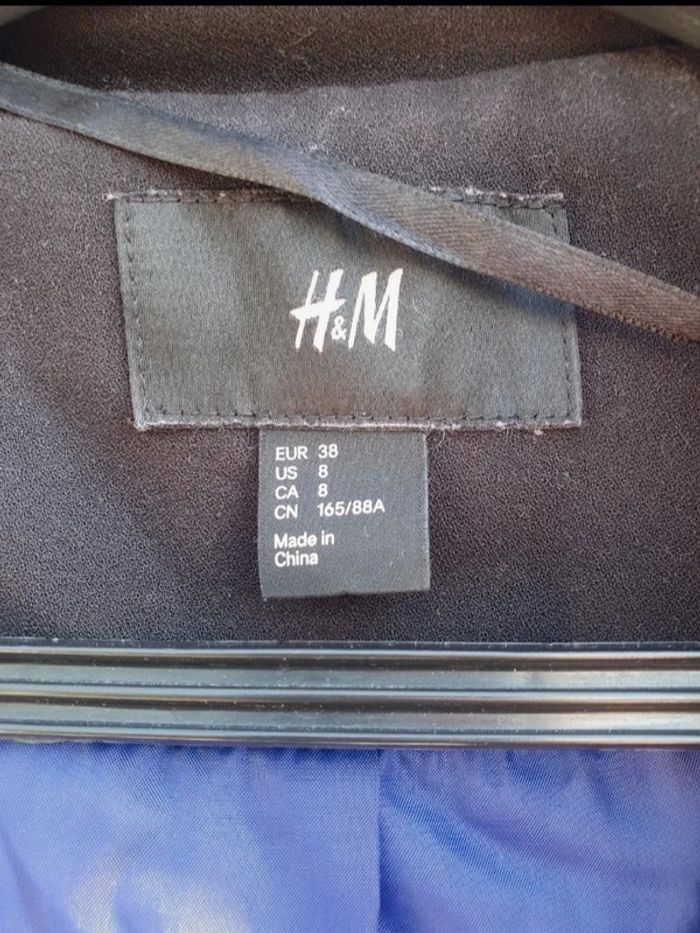 H&M
EUR 38
US 8
CA 8
CN 165/88A
Made in
China